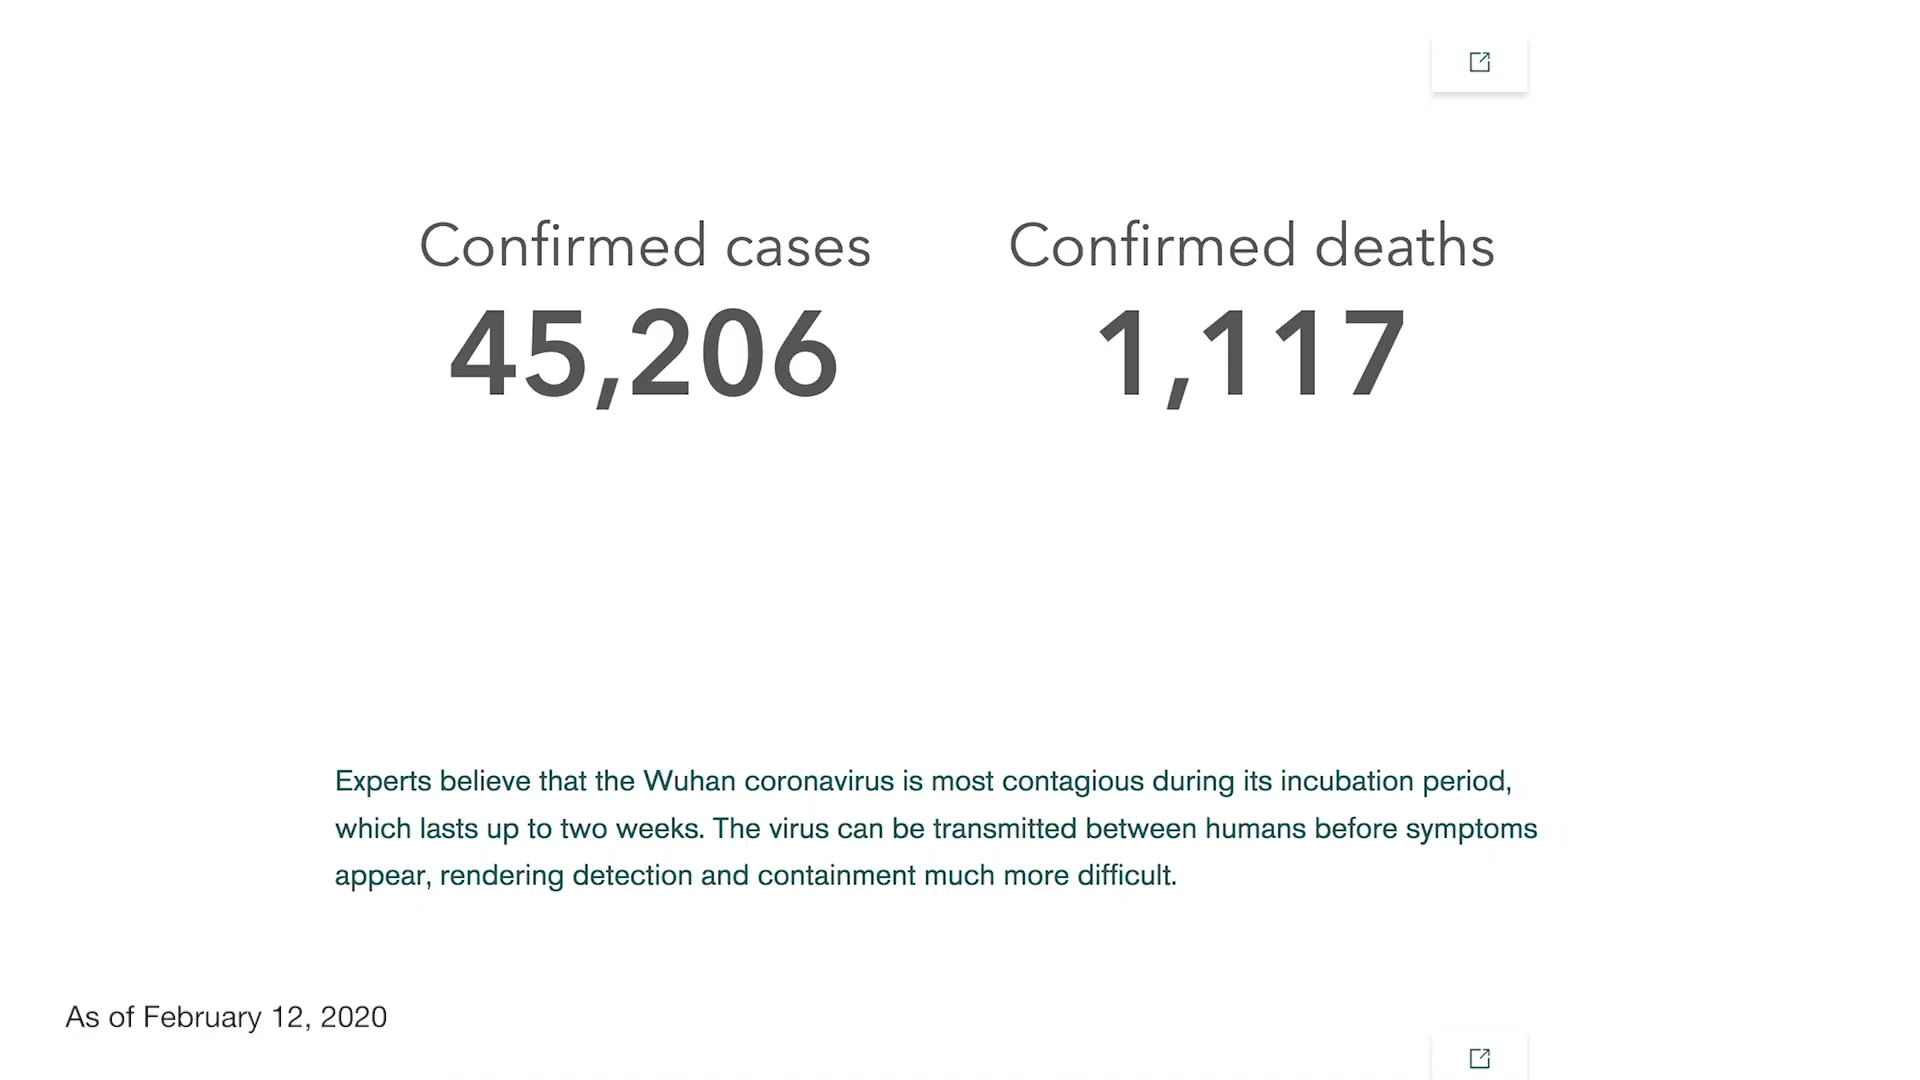 Confirmed cases
45,206
Confirmed deaths
1,117
Experts believe that the Wuhan coronavirus is most contagious during its incubation period,
which lasts up to two weeks. The virus can be transmitted between humans before symptoms
appear, rendering detection and containment much more difficult.
As of February 12, 2020